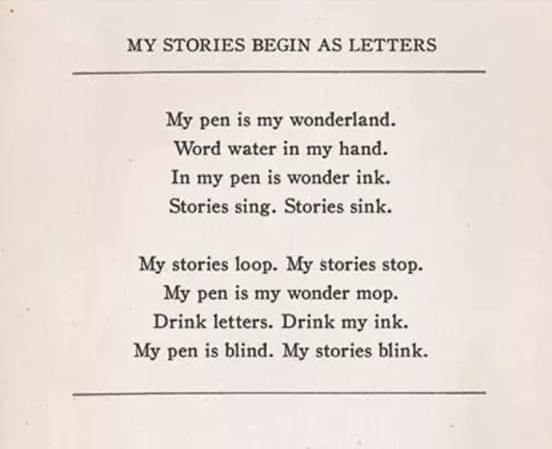 MY STORIES BEGIN AS LETTERS
My pen is my wonderland.
Word water in my hand.
In my pen is wonder ink.
Stories sing. Stories sink.
My stories loop. My stories stop.
My pen is my wonder mop.
Drink letters. Drink my ink.
My pen is blind. My stories blink.